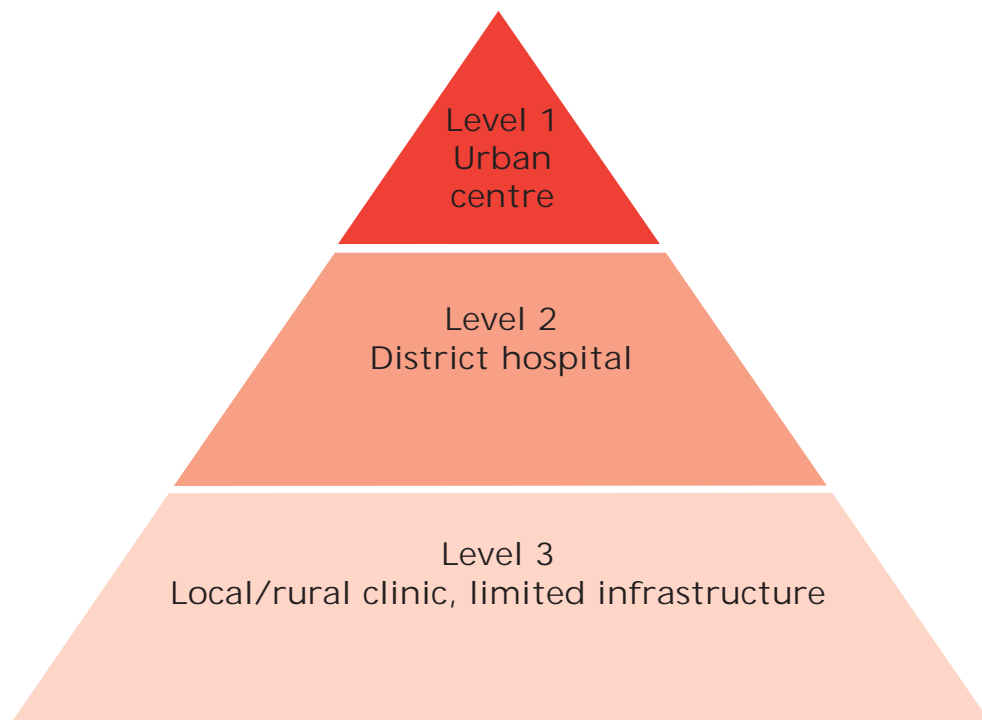 Level 1
Urban
centre
Level 2
District hospital
Level 3
Local/rural clinic, limited infrastructure